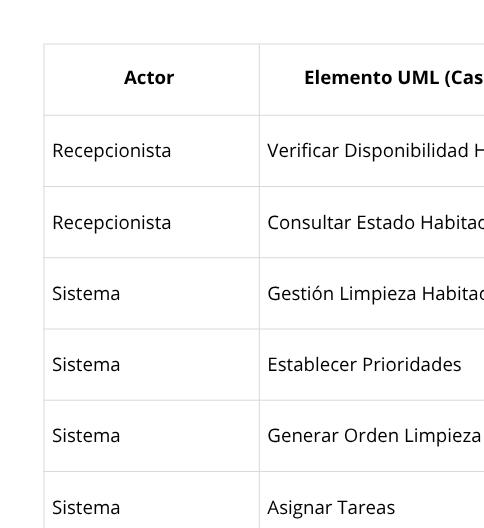 Actor Elemento UML (Cas
Recepcionista Verificar Disponibilidad H
Recepcionista Consultar Estado Habitac
Sistema Gestión Limpieza Habitac
Sistema Establecer Prioridades
Sistema Generar Orden Limpieza
Sistema Asignar Tareas